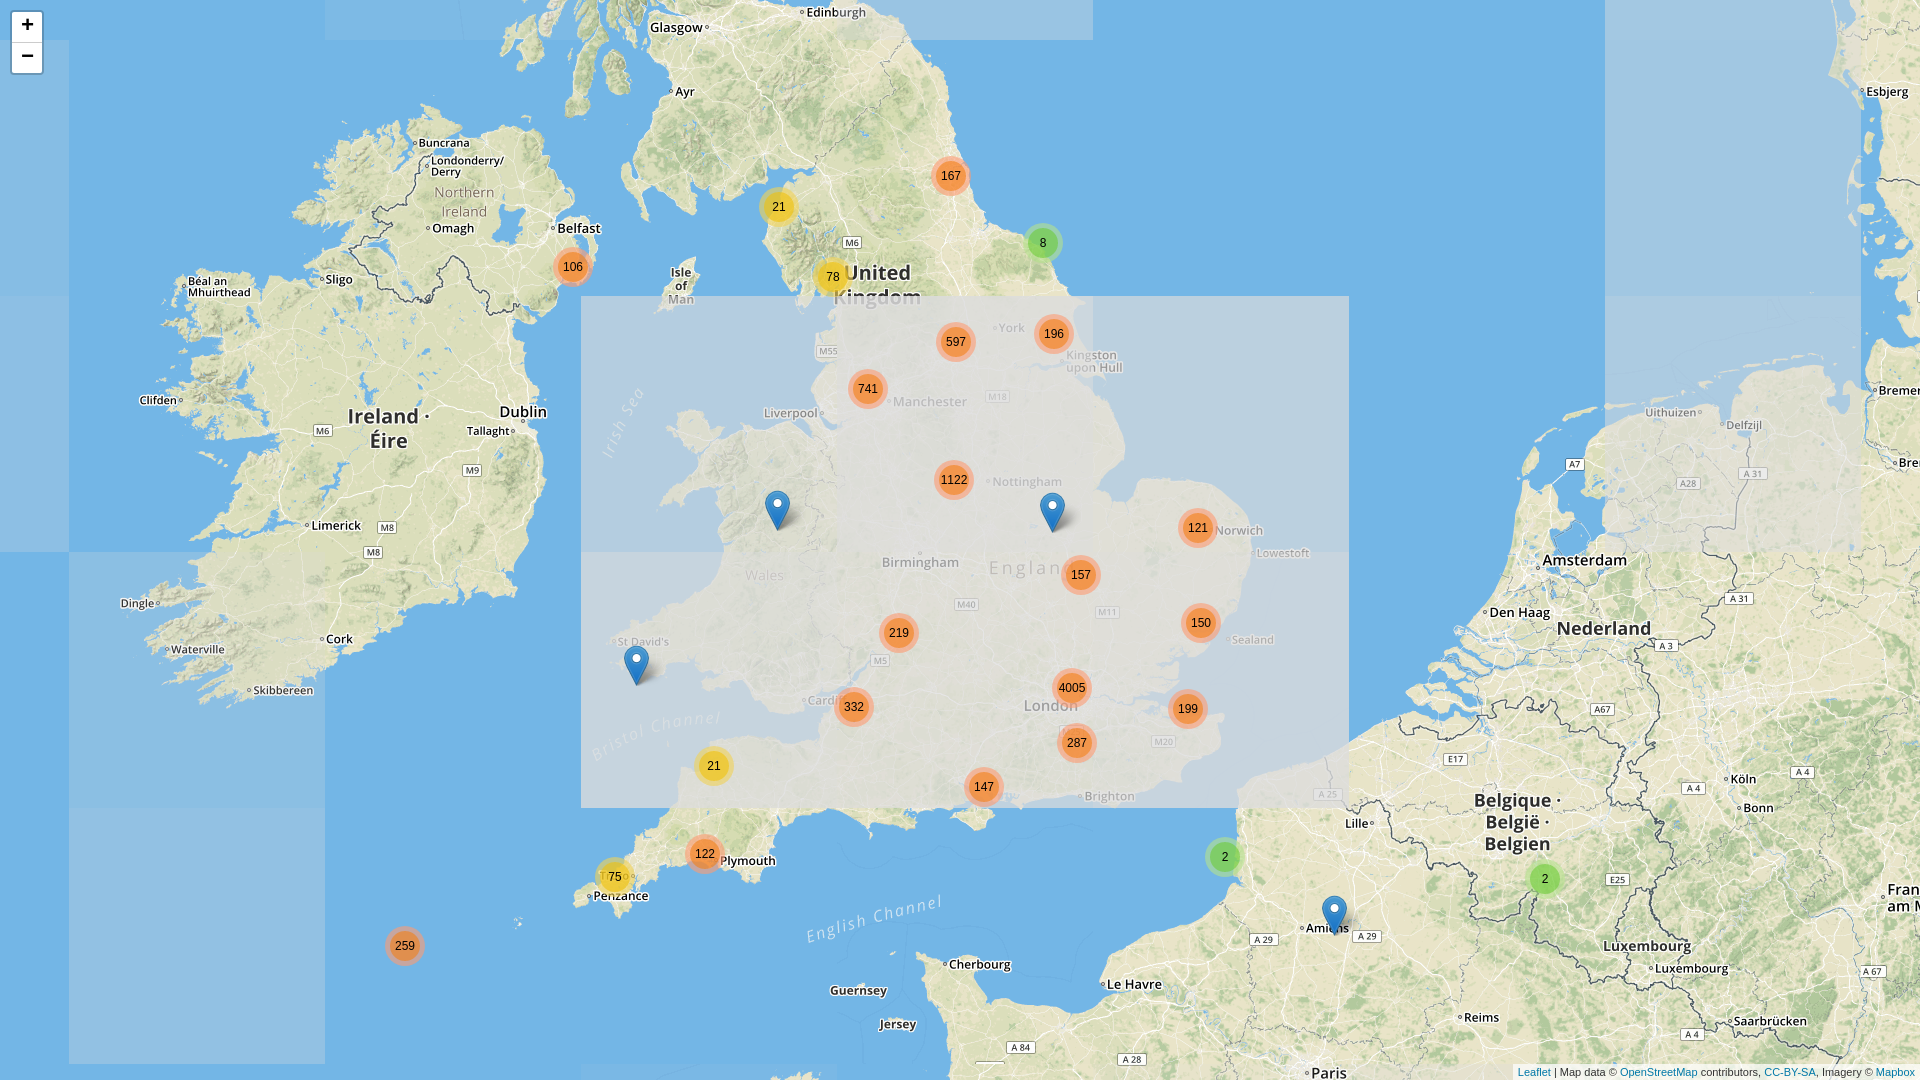 +
−
Edinburgh
Glasgow
Ayr
Esbjerg
Buncrana
Londonderry/
Derry
167
Northern
Ireland
21
Omagh
Belfast
M6
8
106
78
United
Kingdom
Isle
of
Man
Sligo
Béal an
Mhuirthead
York
196
597
M55
Kingston
upon Hull
741
Manchester
M18
Clifden
Liverpool
Dublin
Ireland ·
Éire
Tallaght
M6
Irish Sea
Uithuizen
Delfzijl
M9
A7
A 31
A28
1122
Nottingham
Limerick
M8
M8
121
Norwich
Lowestoft
Birmingham
England
157
Wales
Amsterdam
Dingle
M40
M11
A 31
Den Haag
Nederland
150
219
Sealand
Cork
St David's
Waterville
M5
A 3
Skibbereen
4005
London
332
199
A67
Bristol Channel
287
M20
21
E17
147
Brighton
A 25
Köln
A 4
A 4
Bonn
Belgique ·
België ·
Belgien
Lille
122
Plymouth
2
75
Penzance
2
E25
English Channel
Amiens
A 29
A 29
259
Luxembourg
Luxembourg
A 67
Cherbourg
Le Havre
Guernsey
Jersey
Reims
Saarbrücken
A 4
A 84
A 28
Paris
Leaflet | Map data © OpenStreetMap contributors, CC-BY-SA, Imagery © Mapbox